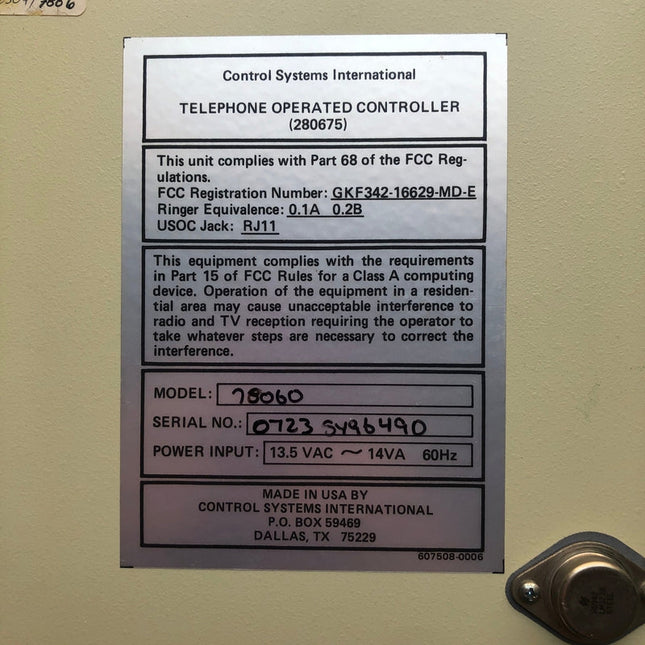 7806
Control Systems International
TELEPHONE OPERATED CONTROLLER
(280675)
This unit complies with Part 68 of the FCC Reg-
ulations.
FCC Registration Number: GKF342-16629-MD-E
Ringer Equivalence: 0.1A 0.2B
USOC Jack: RJ11
This equipment complies with the requirements
in Part 15 of FCC Rules for a Class A computing
device. Operation of the equipment in a residen-
tial area may cause unacceptable interference to
radio and TV reception requiring the operator to
take whatever steps are necessary to correct the
interference.
MODEL: 78060
SERIAL NO.: 0723 SY96490
POWER INPUT: 13.5 VAC ~ 14VA 60Hz
MADE IN USA BY
CONTROL SYSTEMS INTERNATIONAL
P.O. BOX 59469
DALLAS, TX 75229
607508-0006